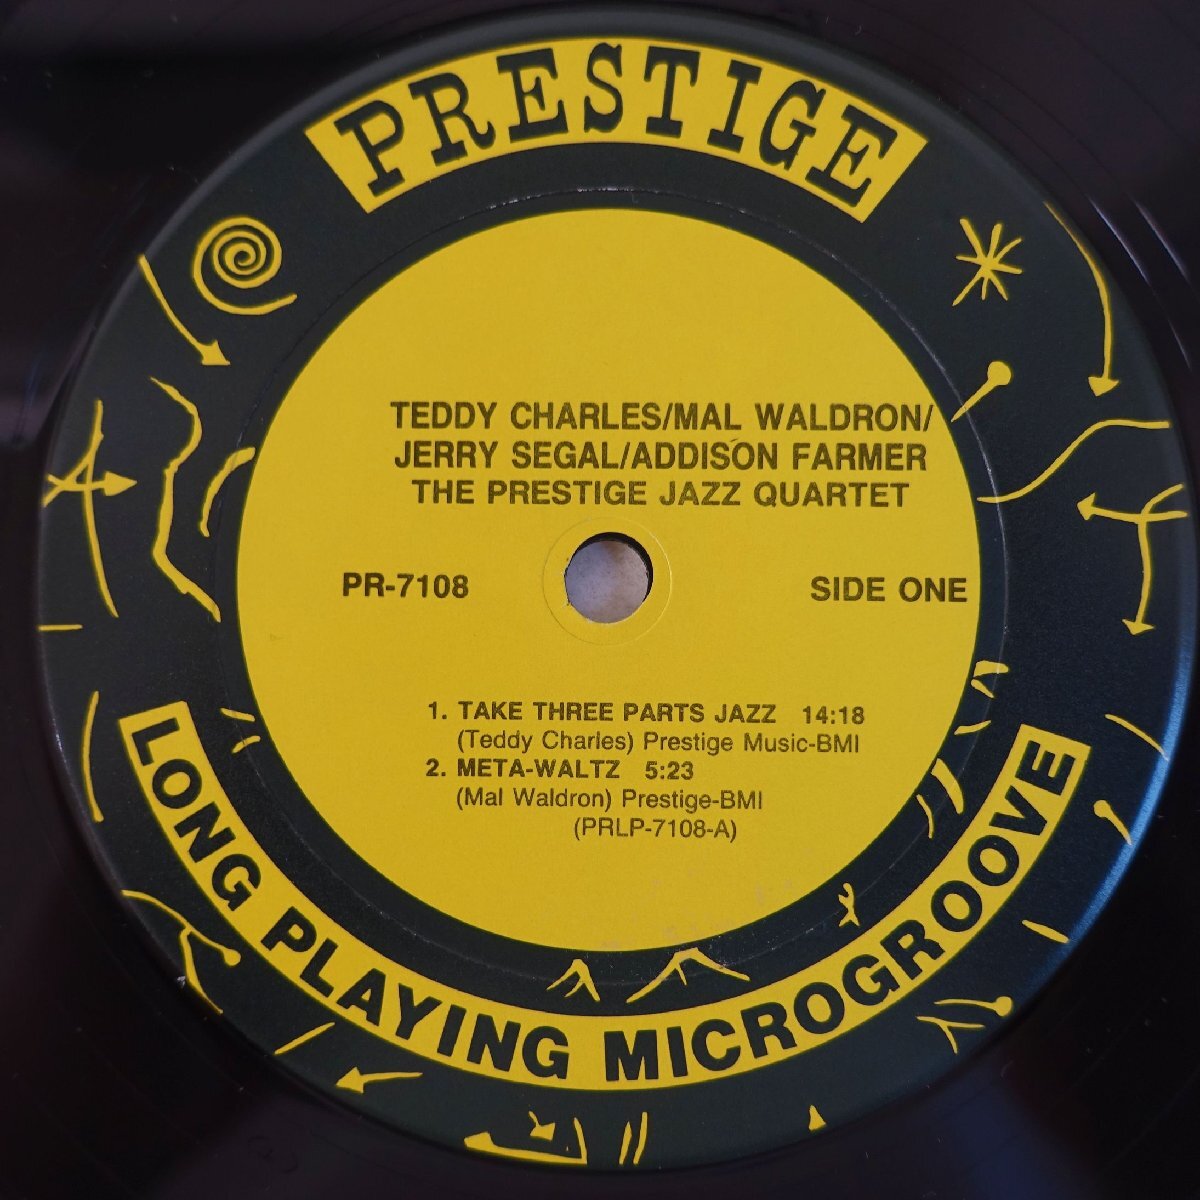 PRESTIGE
TEDDY CHARLES/MAL WALDRON/
JERRY SEGAL/ADDISON FARMER
THE PRESTIGE JAZZ QUARTET
PR-7108
SIDE ONE
1. TAKE THREE PARTS JAZZ 14:18
(Teddy Charles) Prestige Music-BMI
2. META-WALTZ 5:23
(Mal Waldron) Prestige-BMI
(PRLP-7108-A)
LONG PLAYING MICROGROOVE